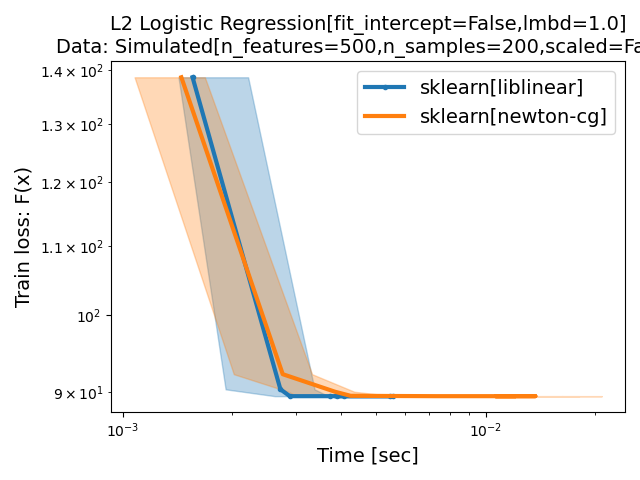 L2 Logistic Regression[fit_intercept=False,lmbd=1.0]
Data: Simulated[n_features=500,n_samples=200,scaled=Fa
1.4 × 10²
1.3 × 10²
1.2 × 10²
1.1 × 10²
10²
9 × 10¹
Train loss: F(x)
sklearn[liblinear]
sklearn[newton-cg]
10⁻³
10⁻²
Time [sec]